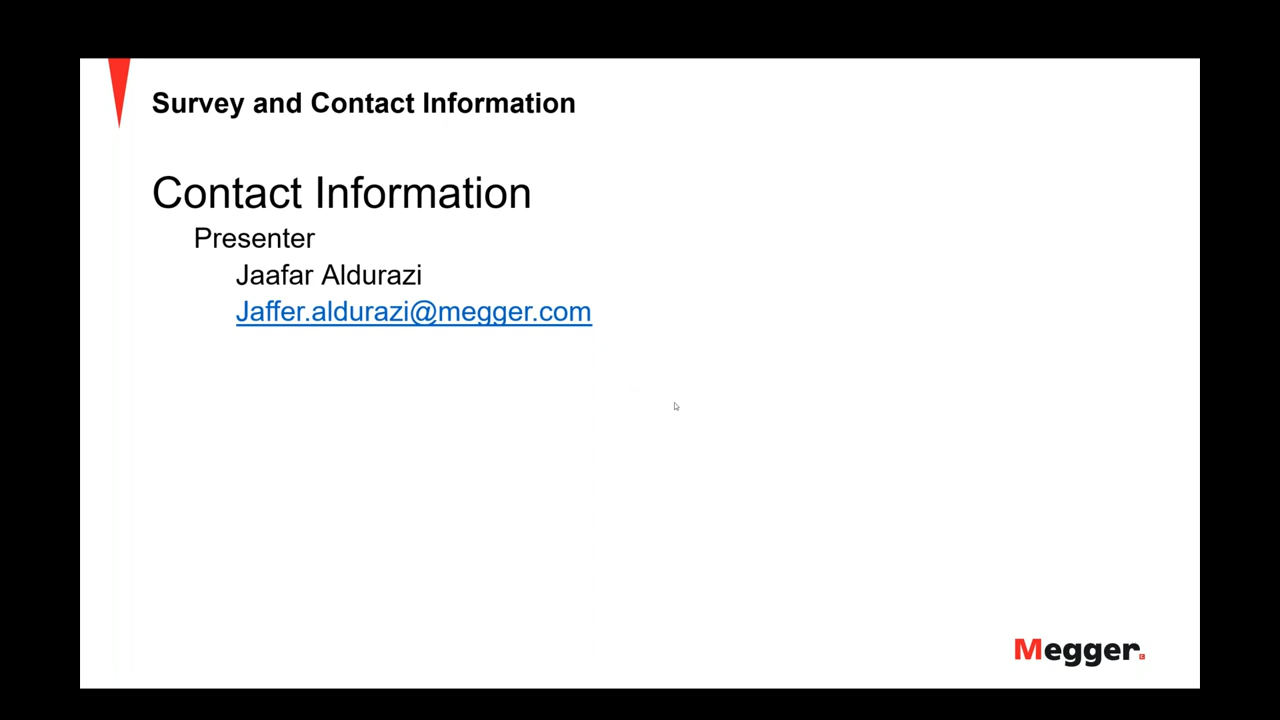 Survey and Contact Information
Contact Information
Presenter
Jaafar Aldurazi
Jaffer.aldurazi@megger.com
Megger.